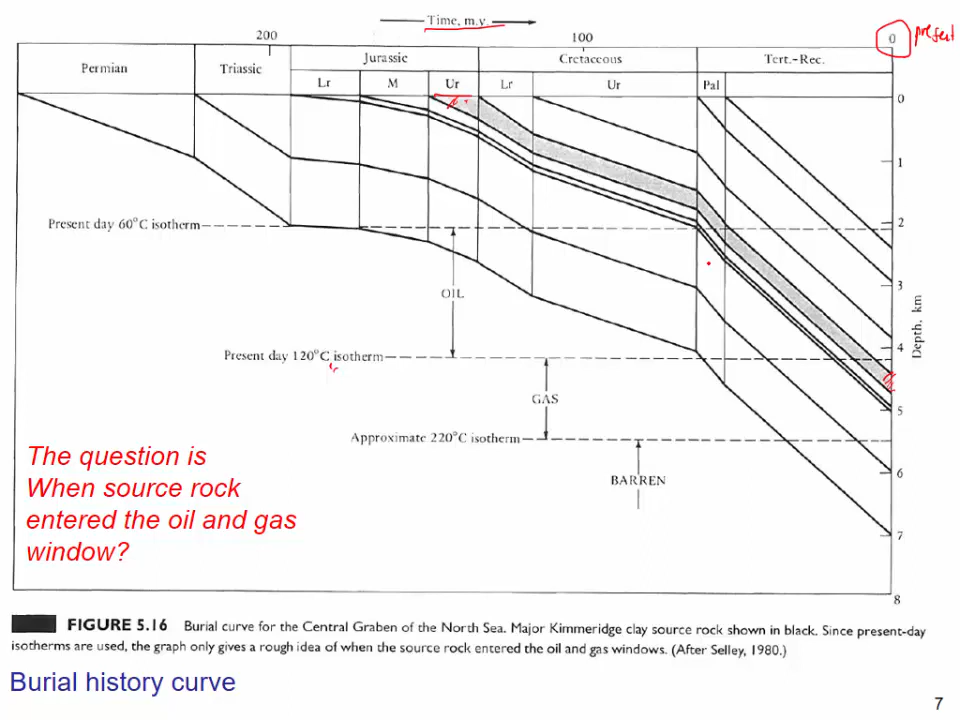 Time, m.y.
200
100
0
present
Permian
Triassic
Jurassic
Cretaceous
Tert.-Rec.
Lr
M
Ur
Lr
Ur
Pal
0
1
2
3
4
5
6
7
8
Depth, km
Present day 60°C isotherm
OIL
Present day 120°C isotherm
GAS
Approximate 220°C isotherm
BARREN
The question is
When source rock
entered the oil and gas
window?
FIGURE 5.16 Burial curve for the Central Graben of the North Sea. Major Kimmeridge clay source rock shown in black. Since present-day
isotherms are used, the graph only gives a rough idea of when the source rock entered the oil and gas windows. (After Selley, 1980.)
Burial history curve
7